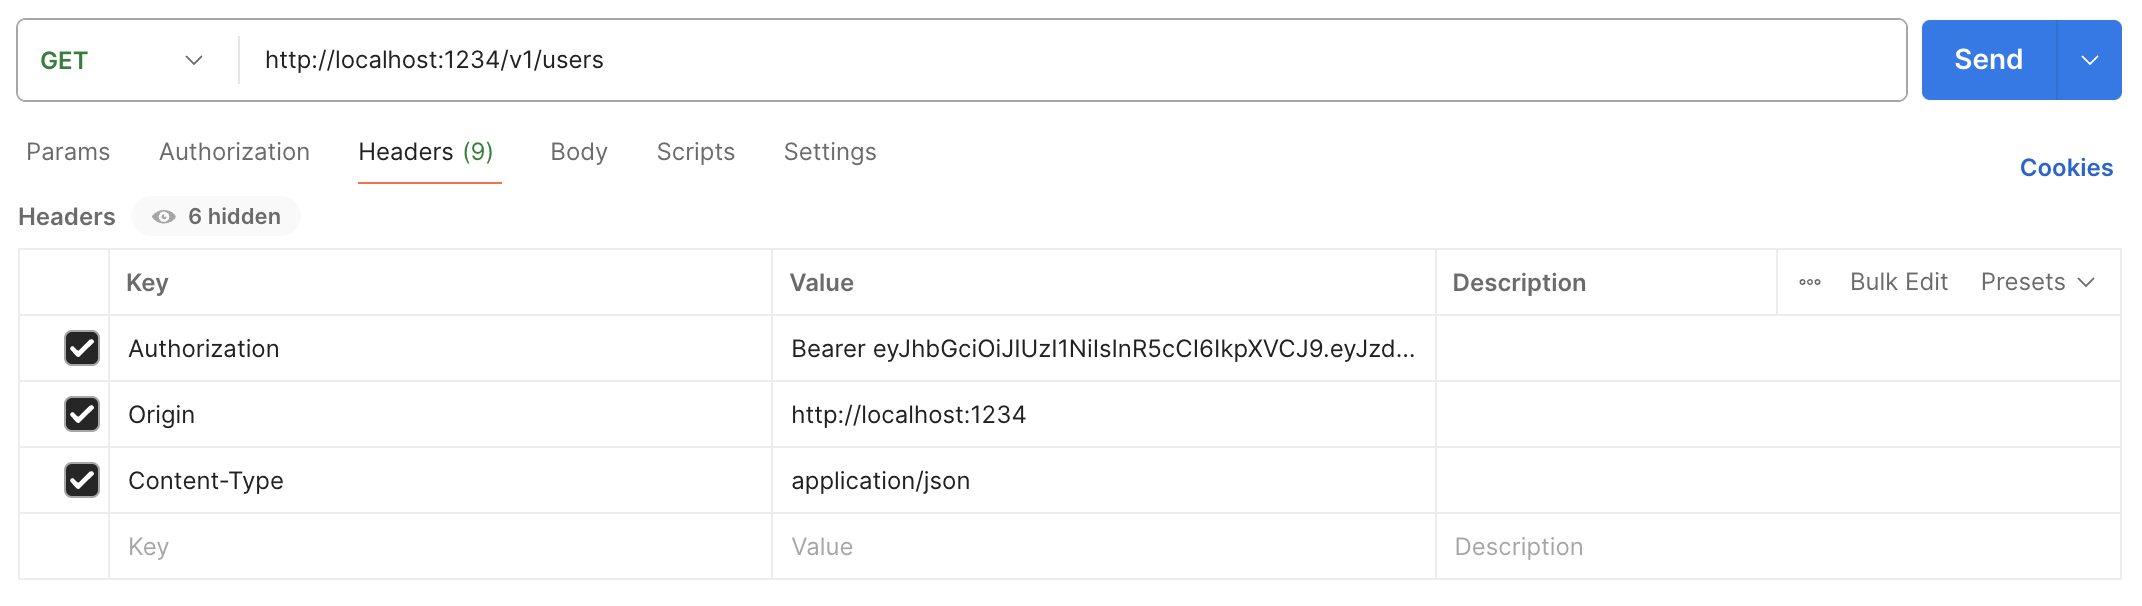 GET http://localhost:1234/v1/users Send
Params Authorization Headers (9) Body Scripts Settings
Cookies
Headers 6 hidden
Key Value Description Bulk Edit Presets
Authorization Bearer eyJhbGciOiJIUzI1NiIsInR5cCI6IkpXVCJ9.eyJzd...
Origin http://localhost:1234
Content-Type application/json
Key Value Description